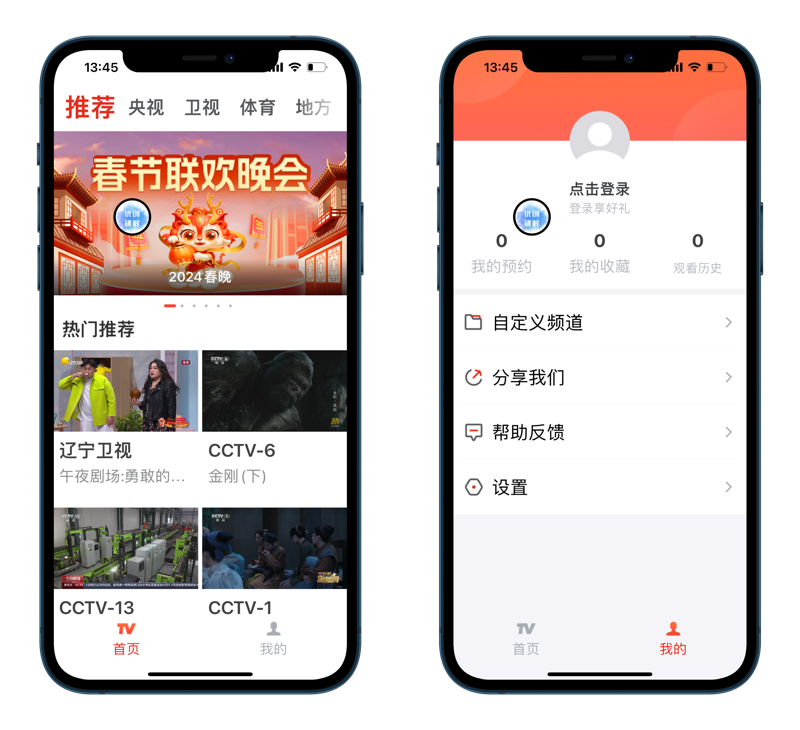 13:45
推荐 央视 卫视 体育 地方
春节联欢晚会
2024春晚
热门推荐
辽宁卫视
午夜剧场:勇敢的...
CCTV-6
金刚(下)
CCTV-13
CCTV-1
TV
首页
我的
13:45
点击登录
登录享好礼
0
我的预约
0
我的收藏
0
观看历史
自定义频道
分享我们
帮助反馈
设置
TV
首页
我的